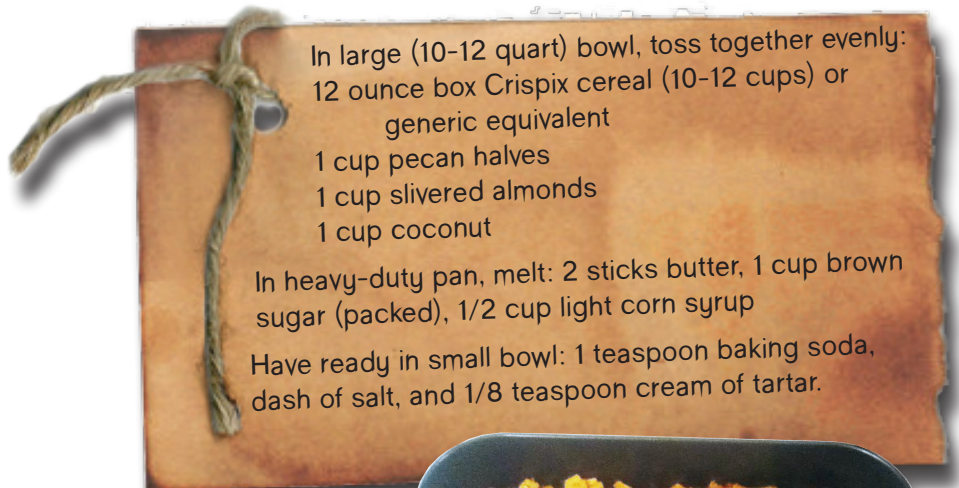 In large (10-12 quart) bowl, toss together evenly:
12 ounce box Crispix cereal (10-12 cups) or
generic equivalent
1 cup pecan halves
1 cup slivered almonds
1 cup coconut
In heavy-duty pan, melt: 2 sticks butter, 1 cup brown
sugar (packed), 1/2 cup light corn syrup
Have ready in small bowl: 1 teaspoon baking soda,
dash of salt, and 1/8 teaspoon cream of tartar.